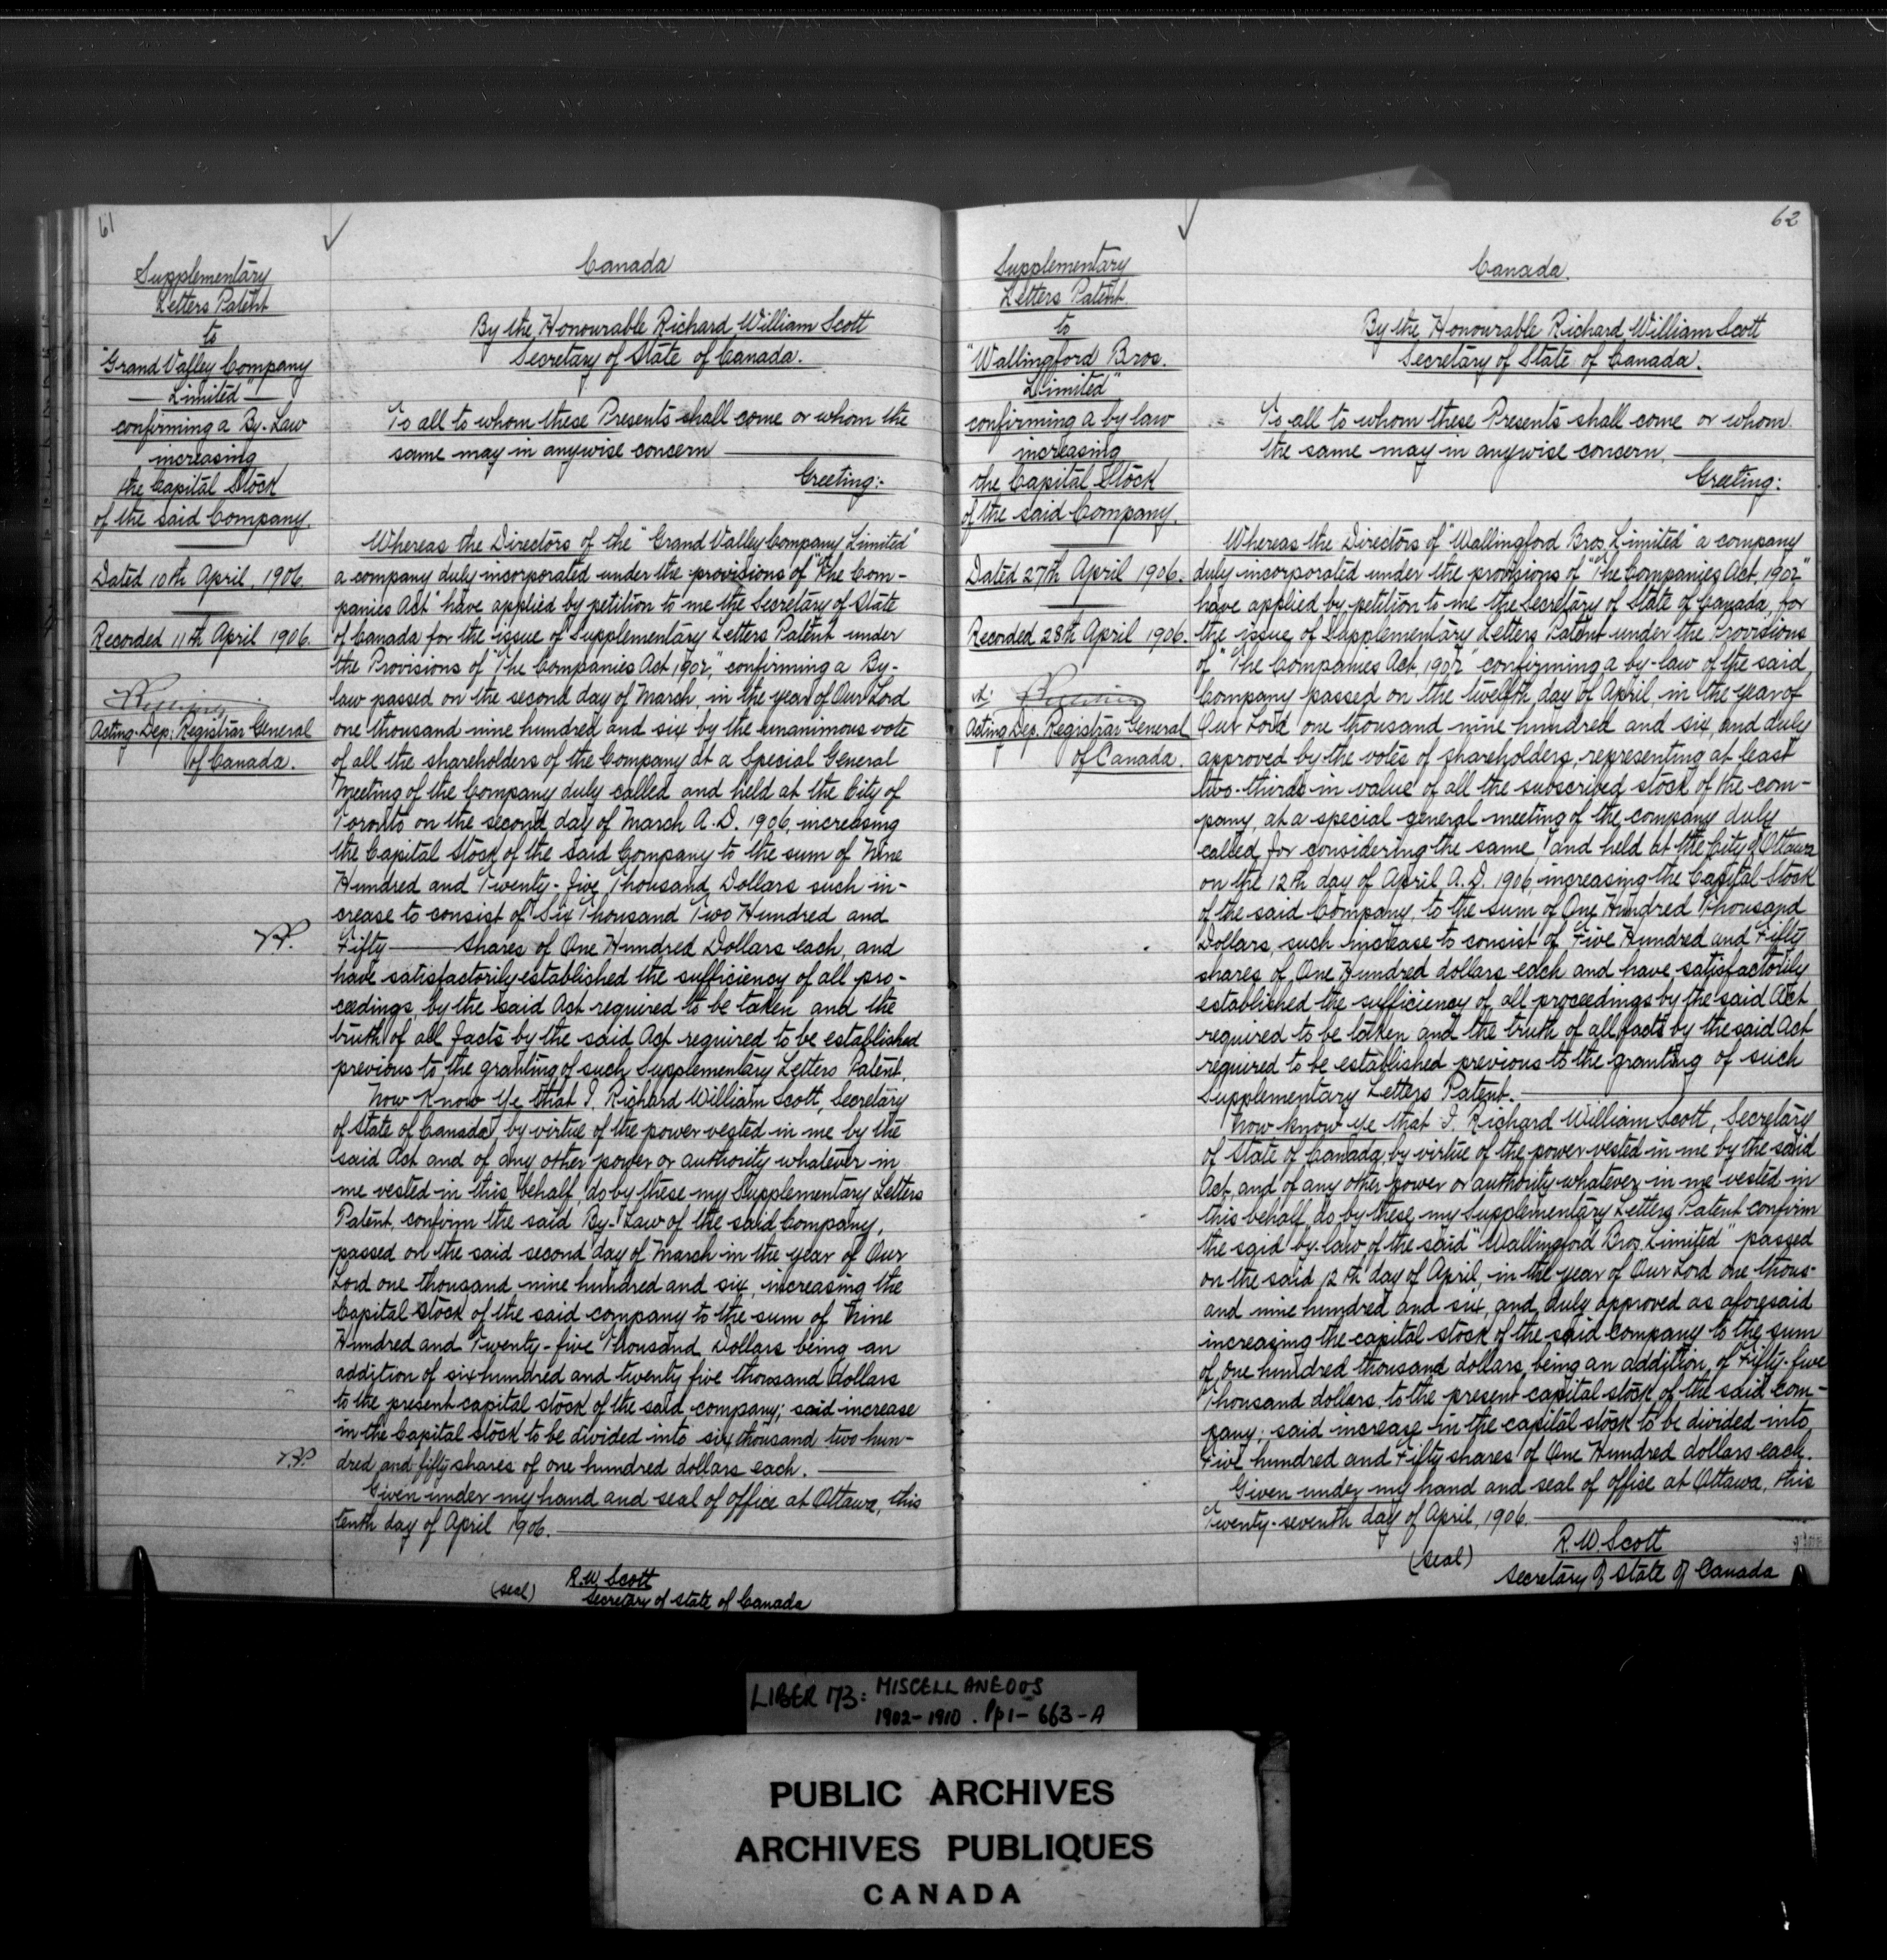 61
Supplementary
Letters Patent
to
"Grand Valley Company
Limited"
confirming a By-Law
increasing
the Capital Stock
of the said Company.
Dated 10th April, 1906.
Recorded 11th April 1906.
Acting Dep: Registrar General
of Canada.
Canada
By the Honourable Richard William Scott
Secretary of State of Canada.
To all to whom these Presents shall come or whom the
same may in anywise concern
Greeting:-
Whereas the Directors of the "Grand Valley Company Limited"
a company duly incorporated under the provisions of "The Com-
panies Act" have applied by petition to me the Secretary of State
of Canada for the issue of Supplementary Letters Patent under
the Provisions of "The Companies Act, 1902," confirming a By-
law passed on the second day of March, in the year of Our Lord
one thousand nine hundred and six by the unanimous vote
of all the shareholders of the Company at a Special General
Meeting of the Company duly called and held at the City of
Toronto on the second day of March A.D. 1906, increasing
the Capital Stock of the said Company to the sum of Nine
Hundred and Twenty-five Thousand Dollars such in-
crease to consist of Six Thousand Two Hundred and
Fifty shares of One Hundred Dollars each, and
have satisfactorily established the sufficiency of all pro-
ceedings by the said Act required to be taken and the
truth of all facts by the said Act required to be established
previous to the granting of such Supplementary Letters Patent.
Now Know Ye that I, Richard William Scott, Secretary
of State of Canada, by virtue of the power vested in me by the
said Act and of any other power or authority whatever in
me vested in this behalf, do by these my Supplementary Letters
Patent, confirm the said By-Law of the said Company,
passed on the said second day of March in the year of Our
Lord one thousand nine hundred and six, increasing the
Capital stock of the said company to the sum of Nine
Hundred and Twenty-five Thousand Dollars being an
addition of six hundred and twenty five thousand dollars
to the present capital stock of the said company; said increase
in the Capital stock to be divided into six thousand two hun-
dred and fifty shares of one hundred dollars each.
Given under my hand and seal of office at Ottawa, this
tenth day of April 1906.
R.W. Scott
(seal) Secretary of State of Canada
62
Supplementary
Letters Patent
to
"Wallingford Bros.
Limited"
confirming a by law
increasing
the Capital Stock
of the said Company.
Dated 27th April 1906.
Recorded 28th April 1906.
Acting Dep. Registrar General
of Canada.
Canada.
By the Honourable Richard William Scott
Secretary of State of Canada.
To all to whom these Presents shall come or whom
the same may in anywise concern.
Greeting:
Whereas the Directors of "Wallingford Bros. Limited" a company
duly incorporated under the provisions of "The Companies Act, 1902"
have applied by petition to me the Secretary of State of Canada, for
the issue of Supplementary Letters Patent under the Provisions
of "The Companies Act, 1902" confirming a by-law of the said
Company passed on the twelfth day of April, in the year of
Our Lord one thousand nine hundred and six, and duly
approved by the votes of shareholders, representing at least
two-thirds in value of all the subscribed stock of the com-
pany, at a special general meeting of the company duly
called for considering the same, and held at the City of Ottawa
on the 12th day of April A.D. 1906 increasing the Capital Stock
of the said Company, to the sum of One Hundred Thousand
Dollars, such increase to consist of Five Hundred and Fifty
shares of One Hundred dollars each and have satisfactorily
established the sufficiency of all proceedings by the said Act
required to be taken and the truth of all facts by the said Act
required to be established previous to the granting of such
Supplementary Letters Patent.
Now know ye that I, Richard William Scott, Secretary
of State of Canada, by virtue of the power vested in me by the said
Act, and of any other power or authority whatever in me vested in
this behalf, do by these my Supplementary Letters Patent confirm
the said by-law of the said "Wallingford Bros. Limited" passed
on the said 12th day of April, in the year of Our Lord one thous-
and nine hundred and six, and duly approved as aforesaid
increasing the capital stock of the said company to the sum
of one hundred thousand dollars, being an addition of Fifty-five
Thousand dollars, to the present capital stock of the said com-
pany; said increase in the capital stock to be divided into
Five hundred and Fifty shares of One Hundred dollars each.
Given under my hand and seal of office at Ottawa, this
Twenty-seventh day of April, 1906.
R.W. Scott
(seal) Secretary of State of Canada
LIBER 173: MISCELLANEOUS
1902-1910. Pp1-663-A
PUBLIC ARCHIVES
ARCHIVES PUBLIQUES
CANADA